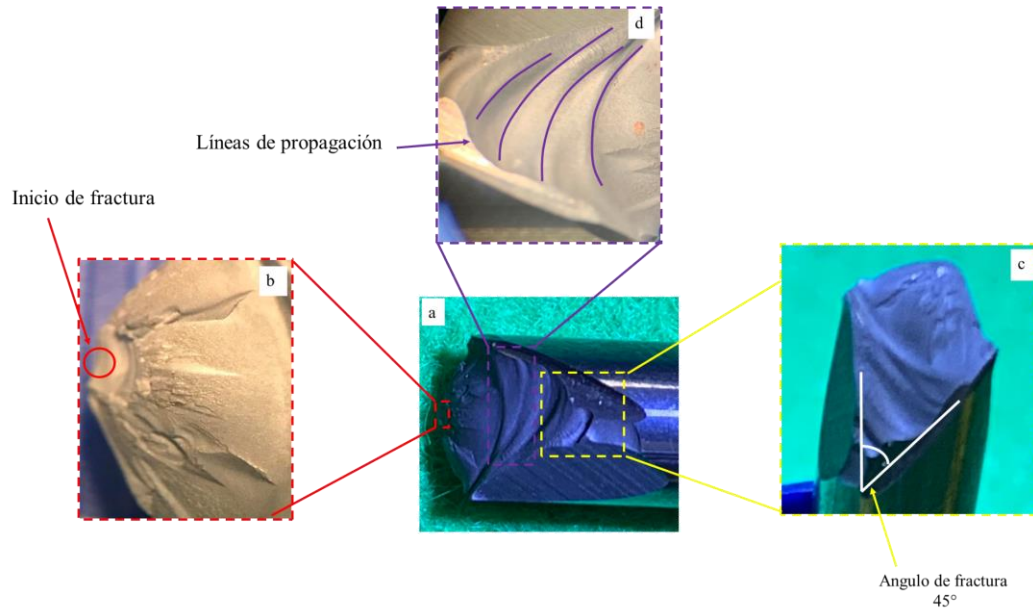 d
Líneas de propagación
Inicio de fractura
b
a
c
Angulo de fractura
45°